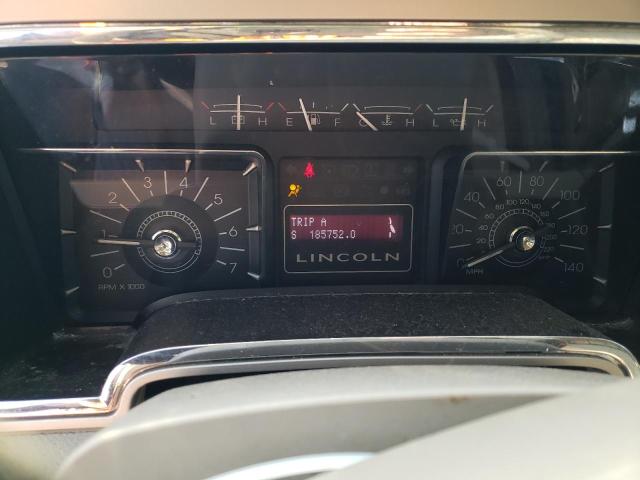 L H E F C H L H
0 1 2 3 4 5 6 7
RPM X 1000
TRIP A
S 185752.0
LINCOLN
0 20 40 60 80 100 120 140
MPH